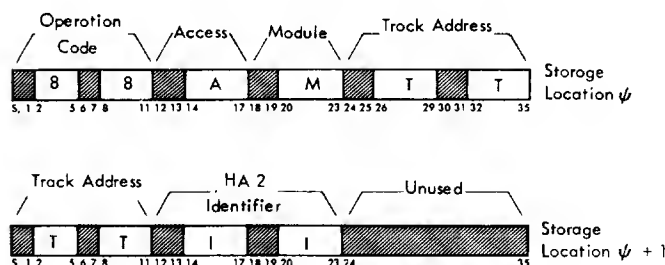 Operation
Code Access Module Track Address
8 8 A M T T Storage
Location ψ
S, 1 2 5 6 7 8 11 12 13 14 17 18 19 20 23 24 25 26 29 30 31 32 35
Track Address HA 2
Identifier Unused
T T I I Storage
Location ψ + 1
S, 1 2 5 6 7 8 11 12 13 14 17 18 19 20 23 24 35